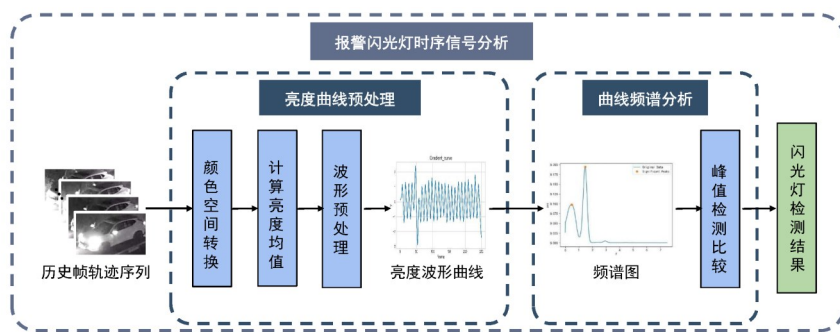 报警闪光灯时序信号分析
亮度曲线预处理
曲线频谱分析
历史帧轨迹序列
颜色空间转换
计算亮度均值
波形预处理
Gradient_curve
亮度波形曲线
频谱图
峰值检测比较
闪光灯检测结果